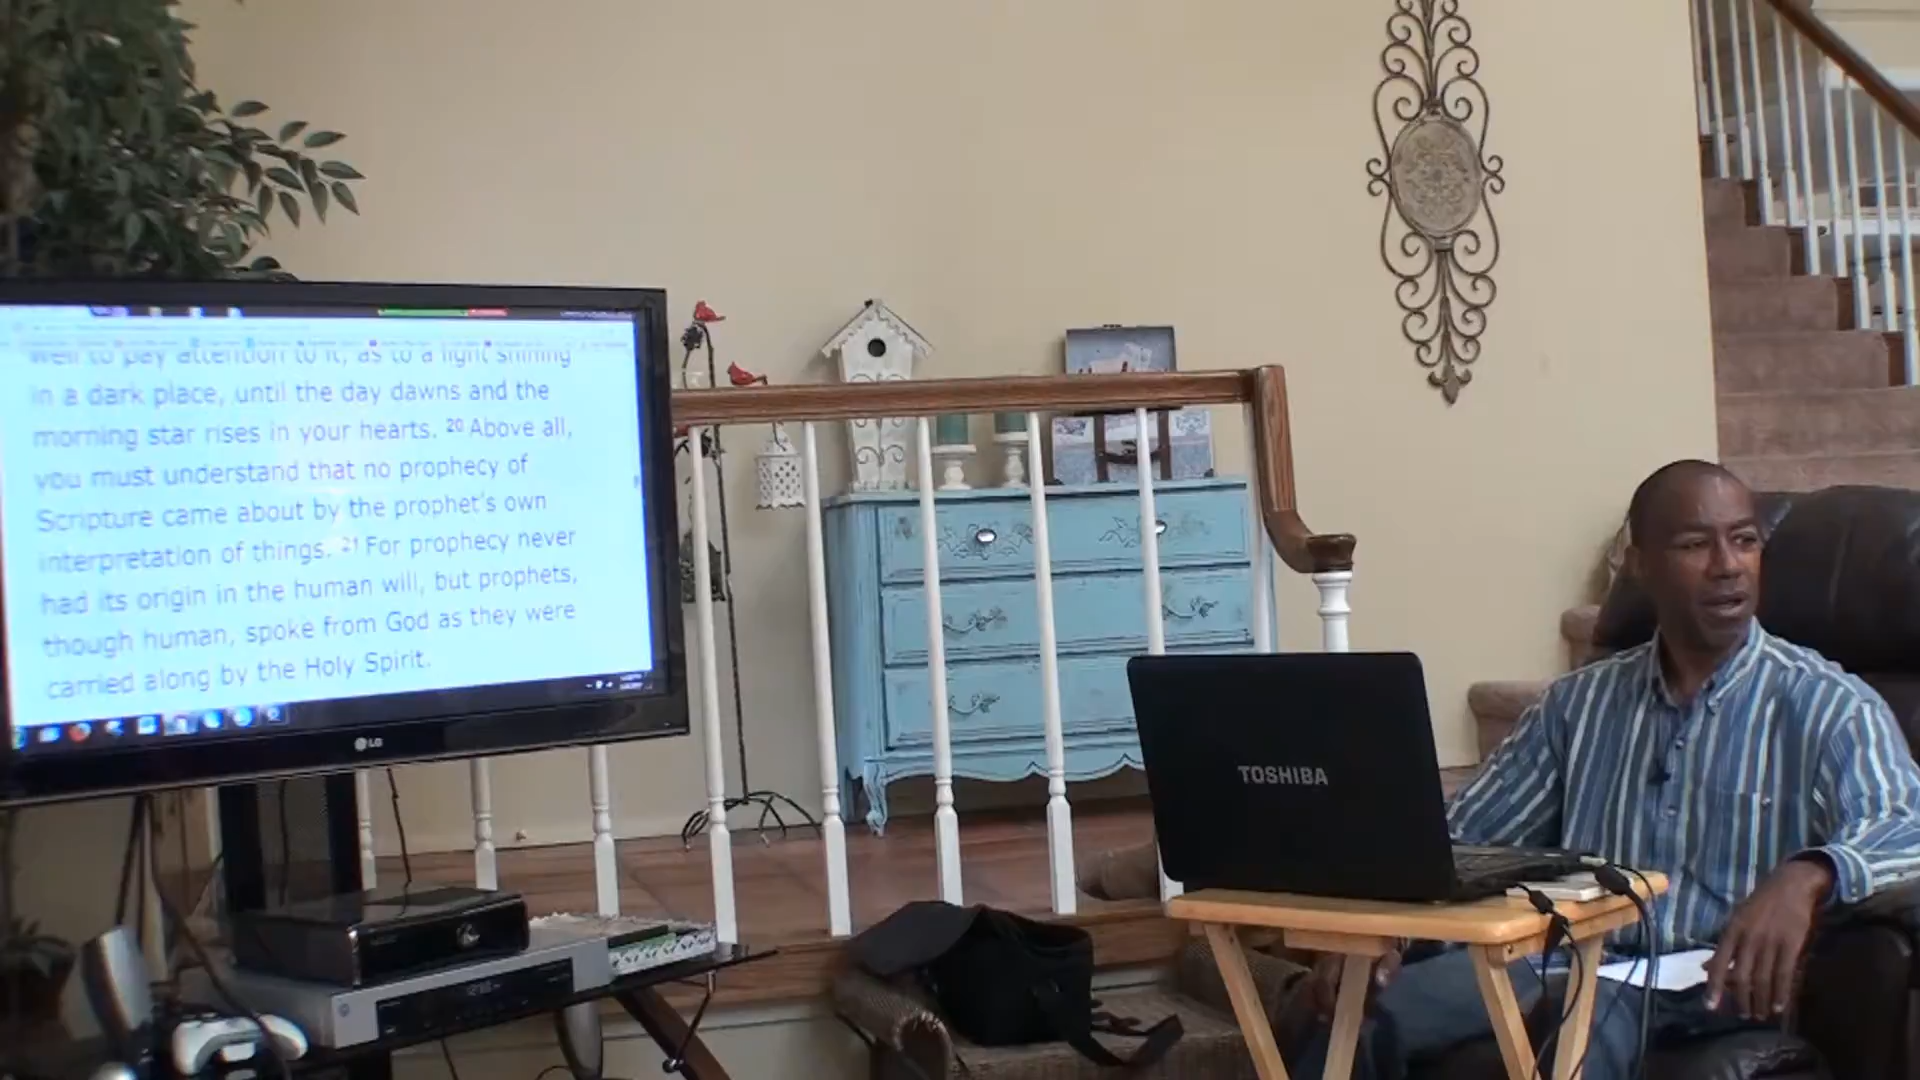 well to pay attention to it, as to a light shining
in a dark place, until the day dawns and the
morning star rises in your hearts. 20 Above all,
you must understand that no prophecy of
Scripture came about by the prophet's own
interpretation of things. 21 For prophecy never
had its origin in the human will, but prophets,
though human, spoke from God as they were
carried along by the Holy Spirit.
LG
TOSHIBA